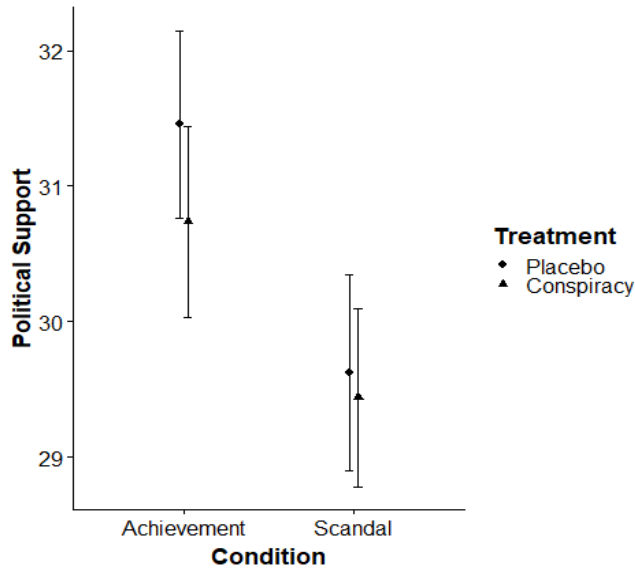 32
31
30
29
Political Support
Achievement
Scandal
Condition
Treatment
Placebo
Conspiracy